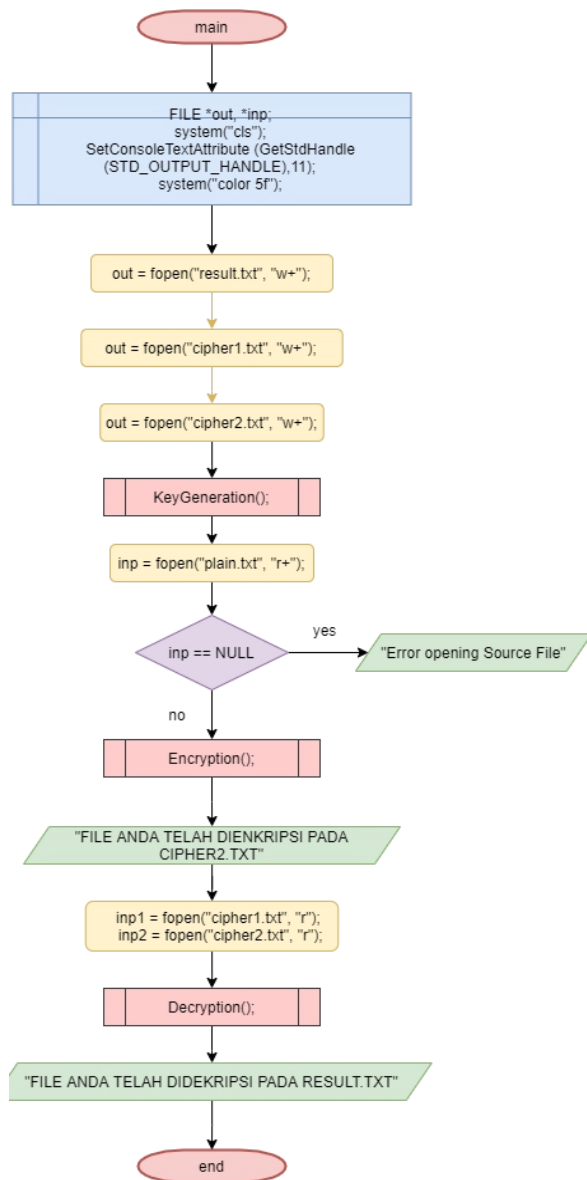 main
FILE *out, *inp;
system("cls");
SetConsoleTextAttribute (GetStdHandle
(STD_OUTPUT_HANDLE),11);
system("color 5f");
out = fopen("result.txt", "w+");
out = fopen("cipher1.txt", "w+");
out = fopen("cipher2.txt", "w+");
KeyGeneration();
inp = fopen("plain.txt", "r+");
inp == NULL
yes
"Error opening Source File"
no
Encryption();
"FILE ANDA TELAH DIENKRIPSI PADA
CIPHER2.TXT"
inp1 = fopen("cipher1.txt", "r");
inp2 = fopen("cipher2.txt", "r");
Decryption();
"FILE ANDA TELAH DIDEKRIPSI PADA RESULT.TXT"
end